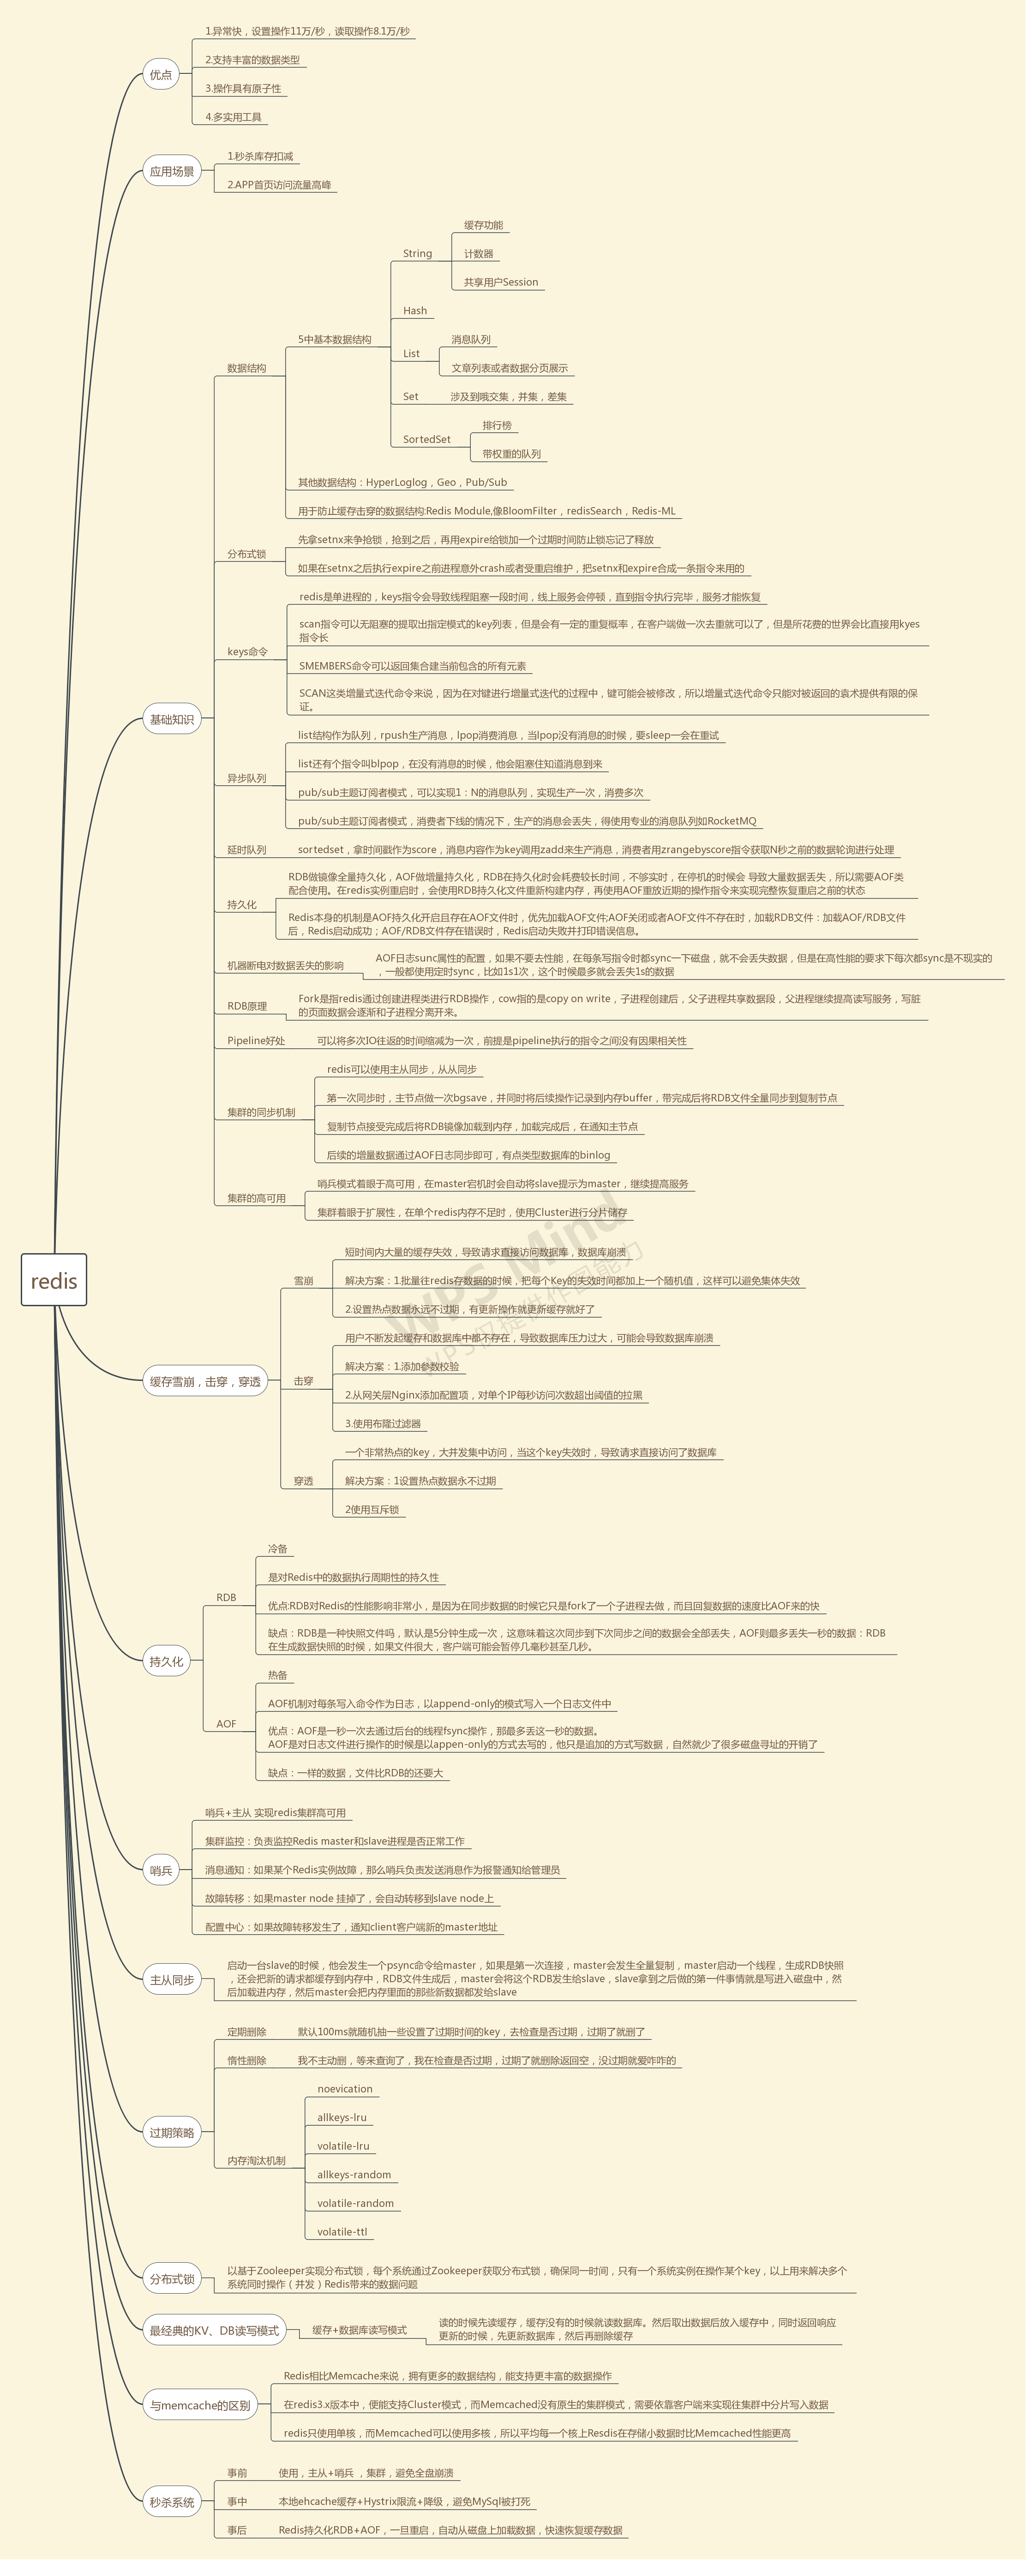 redis
优点
1.异常快，设置操作11万/秒，读取操作8.1万/秒
2.支持丰富的数据类型
3.操作具有原子性
4.多实用工具
应用场景
1.秒杀库存扣减
2.APP首页访问流量高峰
基础知识
数据结构
5中基本数据结构
String
缓存功能
计数器
共享用户Session
Hash
List
消息队列
文章列表或者数据分页展示
Set
涉及到哦交集，并集，差集
SortedSet
排行榜
带权重的队列
其他数据结构：HyperLoglog，Geo，Pub/Sub
用于防止缓存击穿的数据结构:Redis Module,像BloomFilter，redisSearch，Redis-ML
分布式锁
先拿setnx来争抢锁，抢到之后，再用expire给锁加一个过期时间防止锁忘记了释放
如果在setnx之后执行expire之前进程意外crash或者受重启维护，把setnx和expire合成一条指令来用的
keys命令
redis是单进程的，keys指令会导致线程阻塞一段时间，线上服务会停顿，直到指令执行完毕，服务才能恢复
scan指令可以无阻塞的提取出指定模式的key列表，但是会有一定的重复概率，在客户端做一次去重就可以了，但是所花费的世界会比直接用kyes
指令长
SMEMBERS命令可以返回集合建当前包含的所有元素
SCAN这类增量式迭代命令来说，因为在对键进行增量式迭代的过程中，键可能会被修改，所以增量式迭代命令只能对被返回的袁术提供有限的保
证。
异步队列
list结构作为队列，rpush生产消息，lpop消费消息，当lpop没有消息的时候，要sleep一会在重试
list还有个指令叫blpop，在没有消息的时候，他会阻塞住知道消息到来
pub/sub主题订阅者模式，可以实现1：N的消息队列，实现生产一次，消费多次
pub/sub主题订阅者模式，消费者下线的情况下，生产的消息会丢失，得使用专业的消息队列如RocketMQ
延时队列
sortedset，拿时间戳作为score，消息内容作为key调用zadd来生产消息，消费者用zrangebyscore指令获取N秒之前的数据轮询进行处理
持久化
RDB做镜像全量持久化，AOF做增量持久化，RDB在持久化时会耗费较长时间，不够实时，在停机的时候会 导致大量数据丢失，所以需要AOF类
配合使用。在redis实例重启时，会使用RDB持久化文件重新构建内存，再使用AOF重放近期的操作指令来实现完整恢复重启之前的状态
Redis本身的机制是AOF持久化开启且存在AOF文件时，优先加载AOF文件;AOF关闭或者AOF文件不存在时，加载RDB文件：加载AOF/RDB文件
后，Redis启动成功；AOF/RDB文件存在错误时，Redis启动失败并打印错误信息。
机器断电对数据丢失的影响
AOF日志sunc属性的配置，如果不要去性能，在每条写指令时都sync一下磁盘，就不会丢失数据，但是在高性能的要求下每次都sync是不现实的
，一般都使用定时sync，比如1s1次，这个时候最多就会丢失1s的数据
RDB原理
Fork是指redis通过创建进程类进行RDB操作，cow指的是copy on write，子进程创建后，父子进程共享数据段，父进程继续提高读写服务，写脏
的页面数据会逐渐和子进程分离开来。
Pipeline好处
可以将多次IO往返的时间缩减为一次，前提是pipeline执行的指令之间没有因果相关性
集群的同步机制
redis可以使用主从同步，从从同步
第一次同步时，主节点做一次bgsave，并同时将后续操作记录到内存buffer，带完成后将RDB文件全量同步到复制节点
复制节点接受完成后将RDB镜像加载到内存，加载完成后，在通知主节点
后续的增量数据通过AOF日志同步即可，有点类型数据库的binlog
集群的高可用
哨兵模式着眼于高可用，在master宕机时会自动将slave提示为master，继续提高服务
集群着眼于扩展性，在单个redis内存不足时，使用Cluster进行分片储存
缓存雪崩，击穿，穿透
雪崩
短时间内大量的缓存失效，导致请求直接访问数据库，数据库崩溃
解决方案：1.批量往redis存数据的时候，把每个Key的失效时间都加上一个随机值，这样可以避免集体失效
2.设置热点数据永远不过期，有更新操作就更新缓存就好了
击穿
用户不断发起缓存和数据库中都不存在，导致数据库压力过大，可能会导致数据库崩溃
解决方案：1.添加参数校验
2.从网关层Nginx添加配置项，对单个IP每秒访问次数超出阈值的拉黑
3.使用布隆过滤器
穿透
一个非常热点的key，大并发集中访问，当这个key失效时，导致请求直接访问了数据库
解决方案：1设置热点数据永不过期
2使用互斥锁
持久化
RDB
冷备
是对Redis中的数据执行周期性的持久性
优点:RDB对Redis的性能影响非常小，是因为在同步数据的时候它只是fork了一个子进程去做，而且回复数据的速度比AOF来的快
缺点：RDB是一种快照文件吗，默认是5分钟生成一次，这意味着这次同步到下次同步之间的数据会全部丢失，AOF则最多丢失一秒的数据：RDB
在生成数据快照的时候，如果文件很大，客户端可能会暂停几毫秒甚至几秒。
AOF
热备
AOF机制对每条写入命令作为日志，以append-only的模式写入一个日志文件中
优点：AOF是一秒一次去通过后台的线程fsync操作，那最多丢这一秒的数据。
AOF是对日志文件进行操作的时候是以appen-only的方式去写的，他只是追加的方式写数据，自然就少了很多磁盘寻址的开销了
缺点：一样的数据，文件比RDB的还要大
哨兵
哨兵+主从 实现redis集群高可用
集群监控：负责监控Redis master和slave进程是否正常工作
消息通知：如果某个Redis实例故障，那么哨兵负责发送消息作为报警通知给管理员
故障转移：如果master node 挂掉了，会自动转移到slave node上
配置中心：如果故障转移发生了，通知client客户端新的master地址
主从同步
启动一台slave的时候，他会发生一个psync命令给master，如果是第一次连接，master会发生全量复制，master启动一个线程，生成RDB快照
，还会把新的请求都缓存到内存中，RDB文件生成后，master会将这个RDB发生给slave，slave拿到之后做的第一件事情就是写进入磁盘中，然
后加载进内存，然后master会把内存里面的那些新数据都发给slave
过期策略
定期删除
默认100ms就随机抽一些设置了过期时间的key，去检查是否过期，过期了就删了
惰性删除
我不主动删，等来查询了，我在检查是否过期，过期了就删除返回空，没过期就爱咋咋的
内存淘汰机制
noevication
allkeys-lru
volatile-lru
allkeys-random
volatile-random
volatile-ttl
分布式锁
以基于Zooleeper实现分布式锁，每个系统通过Zookeeper获取分布式锁，确保同一时间，只有一个系统实例在操作某个key，以上用来解决多个
系统同时操作（并发）Redis带来的数据问题
最经典的KV、DB读写模式
缓存+数据库读写模式
读的时候先读缓存，缓存没有的时候就读数据库。然后取出数据后放入缓存中，同时返回响应
更新的时候，先更新数据库，然后再删除缓存
与memcache的区别
Redis相比Memcache来说，拥有更多的数据结构，能支持更丰富的数据操作
在redis3.x版本中，便能支持Cluster模式，而Memcached没有原生的集群模式，需要依靠客户端来实现往集群中分片写入数据
redis只使用单核，而Memcached可以使用多核，所以平均每一个核上Resdis在存储小数据时比Memcached性能更高
秒杀系统
事前
使用，主从+哨兵 ，集群，避免全盘崩溃
事中
本地ehcache缓存+Hystrix限流+降级，避免MySql被打死
事后
Redis持久化RDB+AOF，一旦重启，自动从磁盘上加载数据，快速恢复缓存数据
WPS Mind
WPS仅提供作图能力